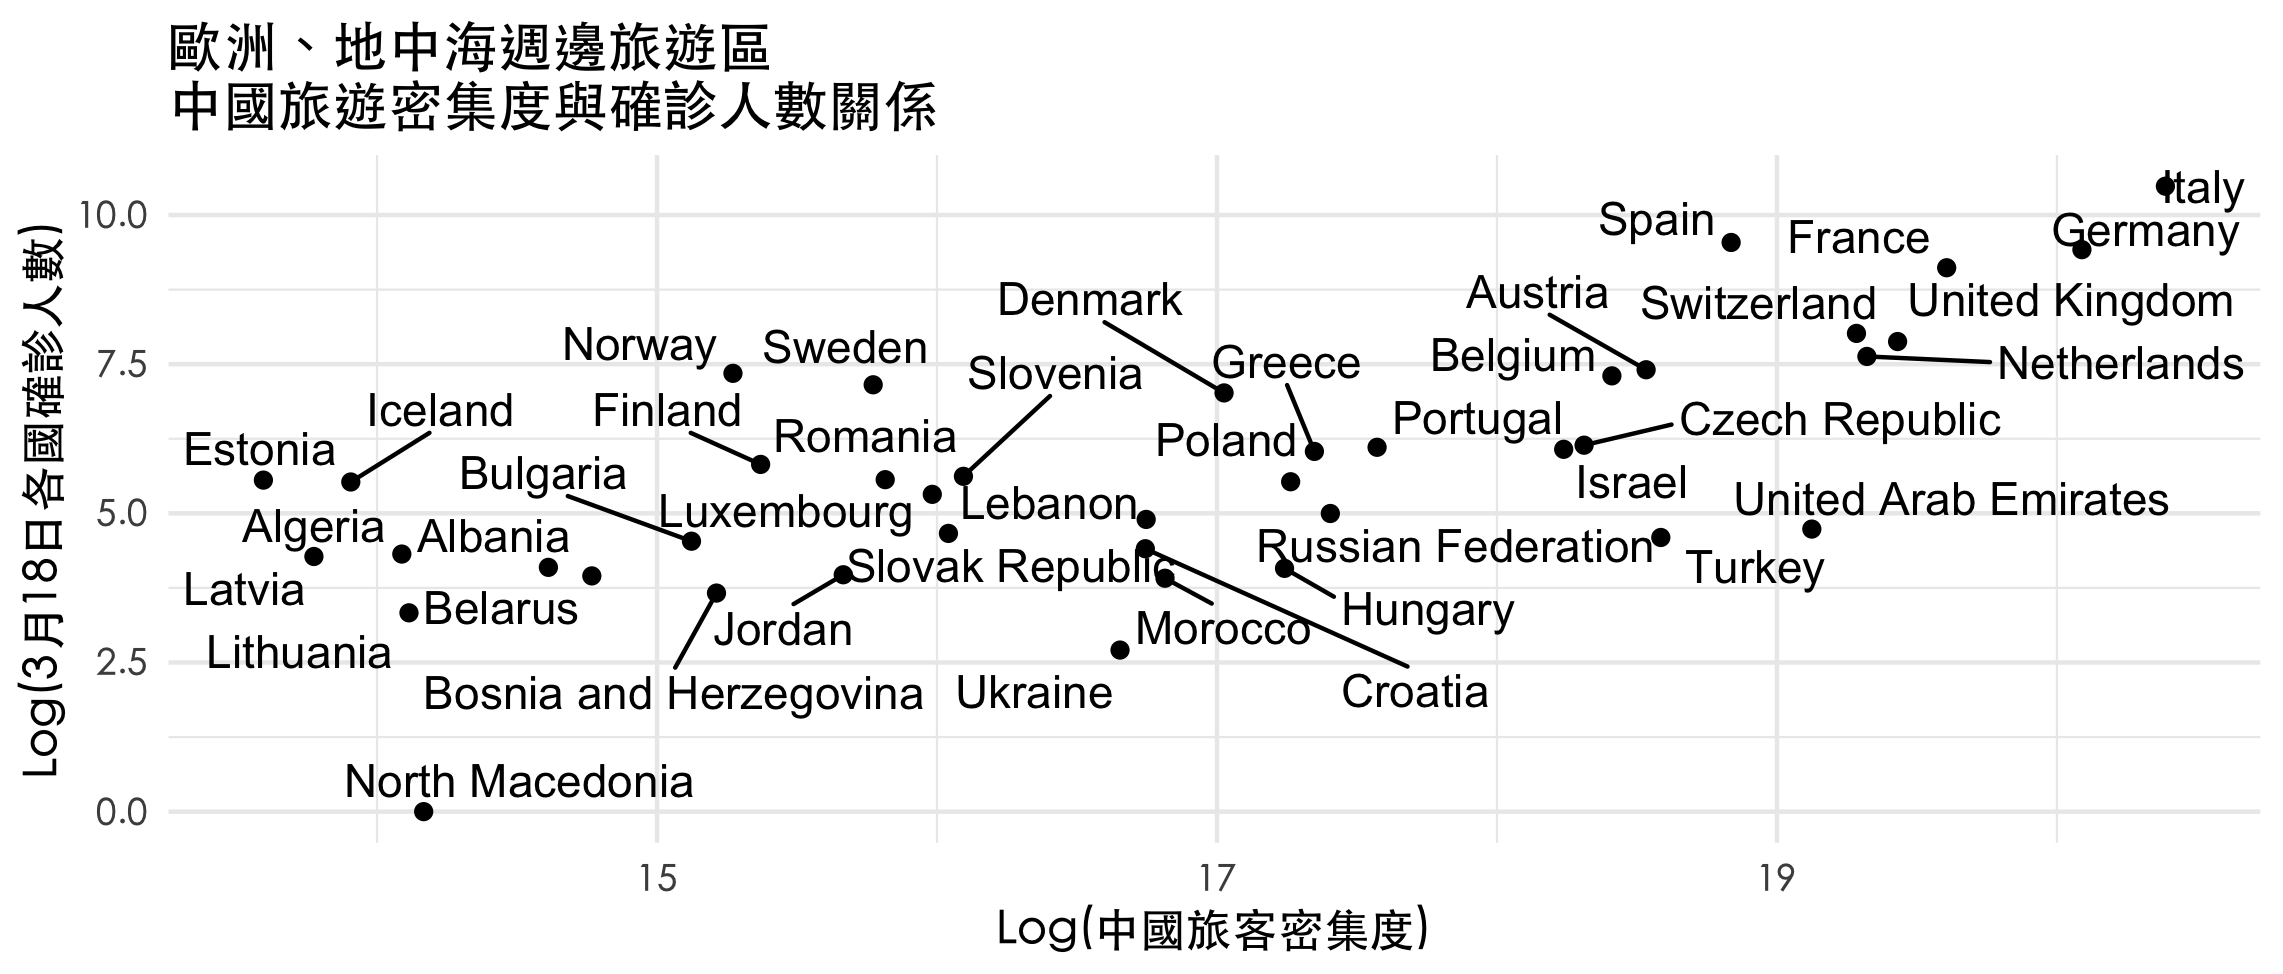 歐洲、地中海週邊旅遊區
中國旅遊密集度與確診人數關係
Log(3月18日各國確診人數)
10.0
7.5
5.0
2.5
0.0
Italy
Spain
France
Germany
Denmark
Austria
Switzerland
United Kingdom
Norway
Sweden
Slovenia
Greece
Belgium
Netherlands
Iceland
Finland
Romania
Poland
Portugal
Czech Republic
Estonia
Bulgaria
Luxembourg
Lebanon
Israel
United Arab Emirates
Algeria
Albania
Slovak Republic
Russian Federation
Turkey
Latvia
Belarus
Jordan
Morocco
Hungary
Lithuania
Bosnia and Herzegovina
Ukraine
Croatia
North Macedonia
15
17
19
Log(中國旅客密集度)